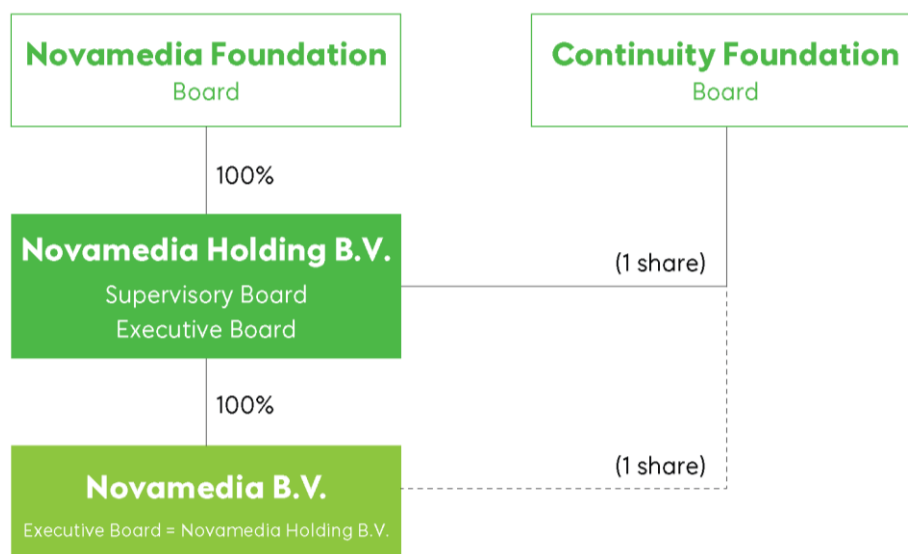 Novamedia Foundation
Board
Continuity Foundation
Board
100%
Novamedia Holding B.V.
Supervisory Board
Executive Board
(1 share)
100%
Novamedia B.V.
Executive Board = Novamedia Holding B.V.
(1 share)